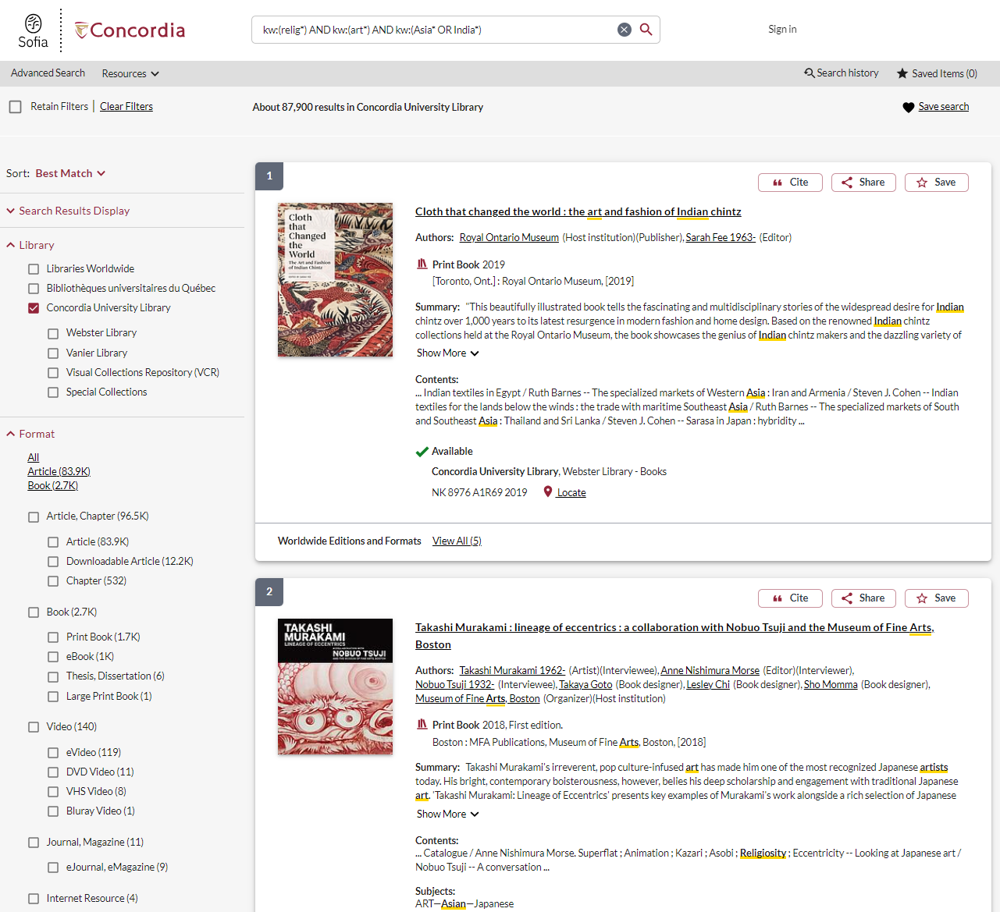 Sofia
Concordia
kw:(relig*) AND kw:(art*) AND kw:(Asia* OR India*)
Sign in
Advanced Search
Resources
Search history
Saved Items (0)
Retain Filters | Clear Filters
About 87,900 results in Concordia University Library
Save search
Sort: Best Match
Search Results Display
Library
Libraries Worldwide
Bibliothèques universitaires du Québec
Concordia University Library
Webster Library
Vanier Library
Visual Collections Repository (VCR)
Special Collections
Format
All
Article (83.9K)
Book (2.7K)
Article, Chapter (96.5K)
Article (83.9K)
Downloadable Article (12.2K)
Chapter (532)
Book (2.7K)
Print Book (1.7K)
eBook (1K)
Thesis, Dissertation (6)
Large Print Book (1)
Video (140)
eVideo (119)
DVD Video (11)
VHS Video (8)
Bluray Video (1)
Journal, Magazine (11)
eJournal, eMagazine (9)
Internet Resource (4)
1
Cite
Share
Save
Cloth
that
Changed
the
World
The Art and Fashion
of Indian Chintz
Cloth that changed the world : the art and fashion of Indian chintz
Authors: Royal Ontario Museum (Host institution)(Publisher), Sarah Fee 1963- (Editor)
Print Book 2019
[Toronto, Ont.] : Royal Ontario Museum, [2019]
Summary: "This beautifully illustrated book tells the fascinating and multidisciplinary stories of the widespread desire for Indian
chintz over 1,000 years to its latest resurgence in modern fashion and home design. Based on the renowned Indian chintz
collections held at the Royal Ontario Museum, the book showcases the genius of Indian chintz makers and the dazzling variety of
Show More
Contents:
... Indian textiles in Egypt / Ruth Barnes -- The specialized markets of Western Asia : Iran and Armenia / Steven J. Cohen -- Indian
textiles for the lands below the winds : the trade with maritime Southeast Asia / Ruth Barnes -- The specialized markets of South
and Southeast Asia : Thailand and Sri Lanka / Steven J. Cohen -- Sarasa in Japan : hybridity ...
Available
Concordia University Library, Webster Library - Books
NK 8976 A1R69 2019
Locate
Worldwide Editions and Formats View All (5)
2
Cite
Share
Save
TAKASHI
MURAKAMI
LINEAGE OF ECCENTRICS
A COLLABORATION WITH
NOBUO TSUJI
AND THE MUSEUM OF FINE ARTS, BOSTON
Takashi Murakami : lineage of eccentrics : a collaboration with Nobuo Tsuji and the Museum of Fine Arts,
Boston
Authors: Takashi Murakami 1962- (Artist)(Interviewee), Anne Nishimura Morse (Editor)(Interviewer),
Nobuo Tsuji 1932- (Interviewee), Takaya Goto (Book designer), Lesley Chi (Book designer), Sho Momma (Book designer),
Museum of Fine Arts, Boston (Organizer)(Host institution)
Print Book 2018, First edition.
Boston : MFA Publications, Museum of Fine Arts, Boston, [2018]
Summary: Takashi Murakami's irreverent, pop culture-infused art has made him one of the most recognized Japanese artists
today. His bright, contemporary boisterousness, however, belies his deep scholarship and engagement with traditional Japanese
art. 'Takashi Murakami: Lineage of Eccentrics' presents key examples of Murakami's work alongside a rich selection of Japanese
Show More
Contents:
... Catalogue / Anne Nishimura Morse. Superflat ; Animation ; Kazari ; Asobi ; Religiosity ; Eccentricity -- Looking at Japanese art /
Nobuo Tsuji -- A conversation ...
Subjects:
ART—Asian—Japanese